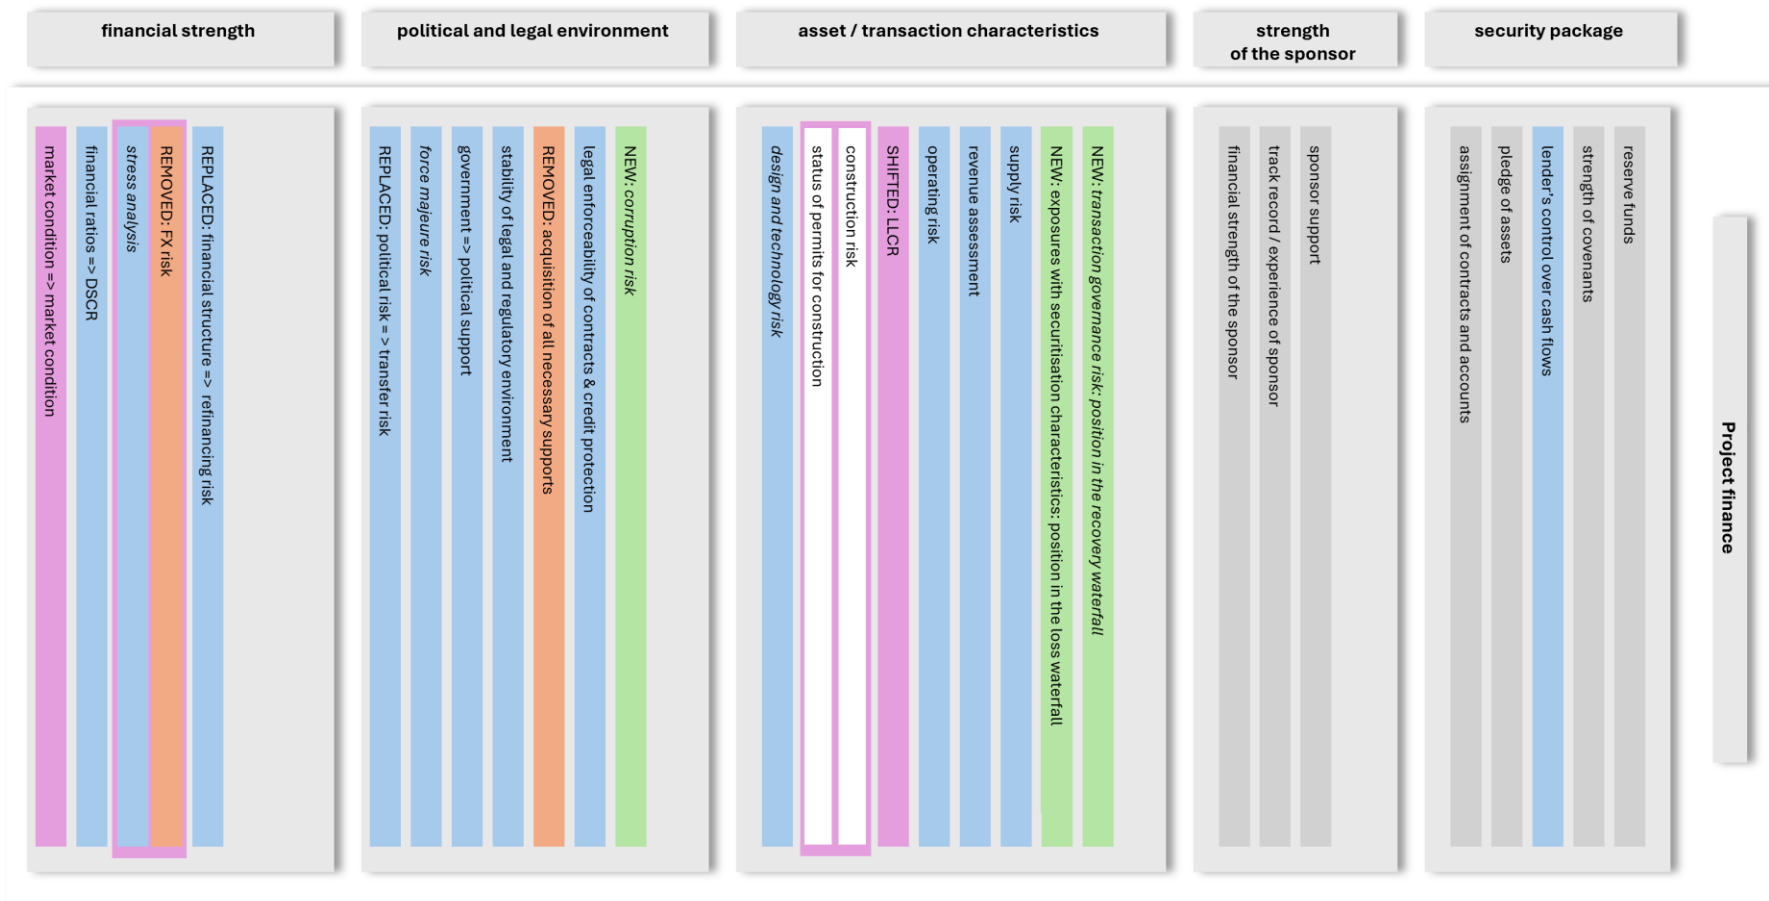 financial strength
political and legal environment
asset / transaction characteristics
strength
of the sponsor
security package
market condition => market condition
financial ratios => DSCR
stress analysis
REMOVED: FX risk
REPLACED: financial structure => refinancing risk
REPLACED: political risk = > transfer risk
force majeure risk
government => political support
stability of legal and regulatory environment
REMOVED: acquisition of all necessary supports
legal enforceability of contracts & credit protection
NEW: corruption risk
design and technology risk
status of permits for construction
construction risk
SHIFTED: LLCR
operating risk
revenue assessment
supply risk
NEW: exposures with securitisation characteristics: position in the loss waterfall
NEW: transaction governance risk: position in the recovery waterfall
financial strength of the sponsor
track record / experience of sponsor
sponsor support
assignment of contracts and accounts
pledge of assets
lender's control over cash flows
strength of covenants
reserve funds
Project finance